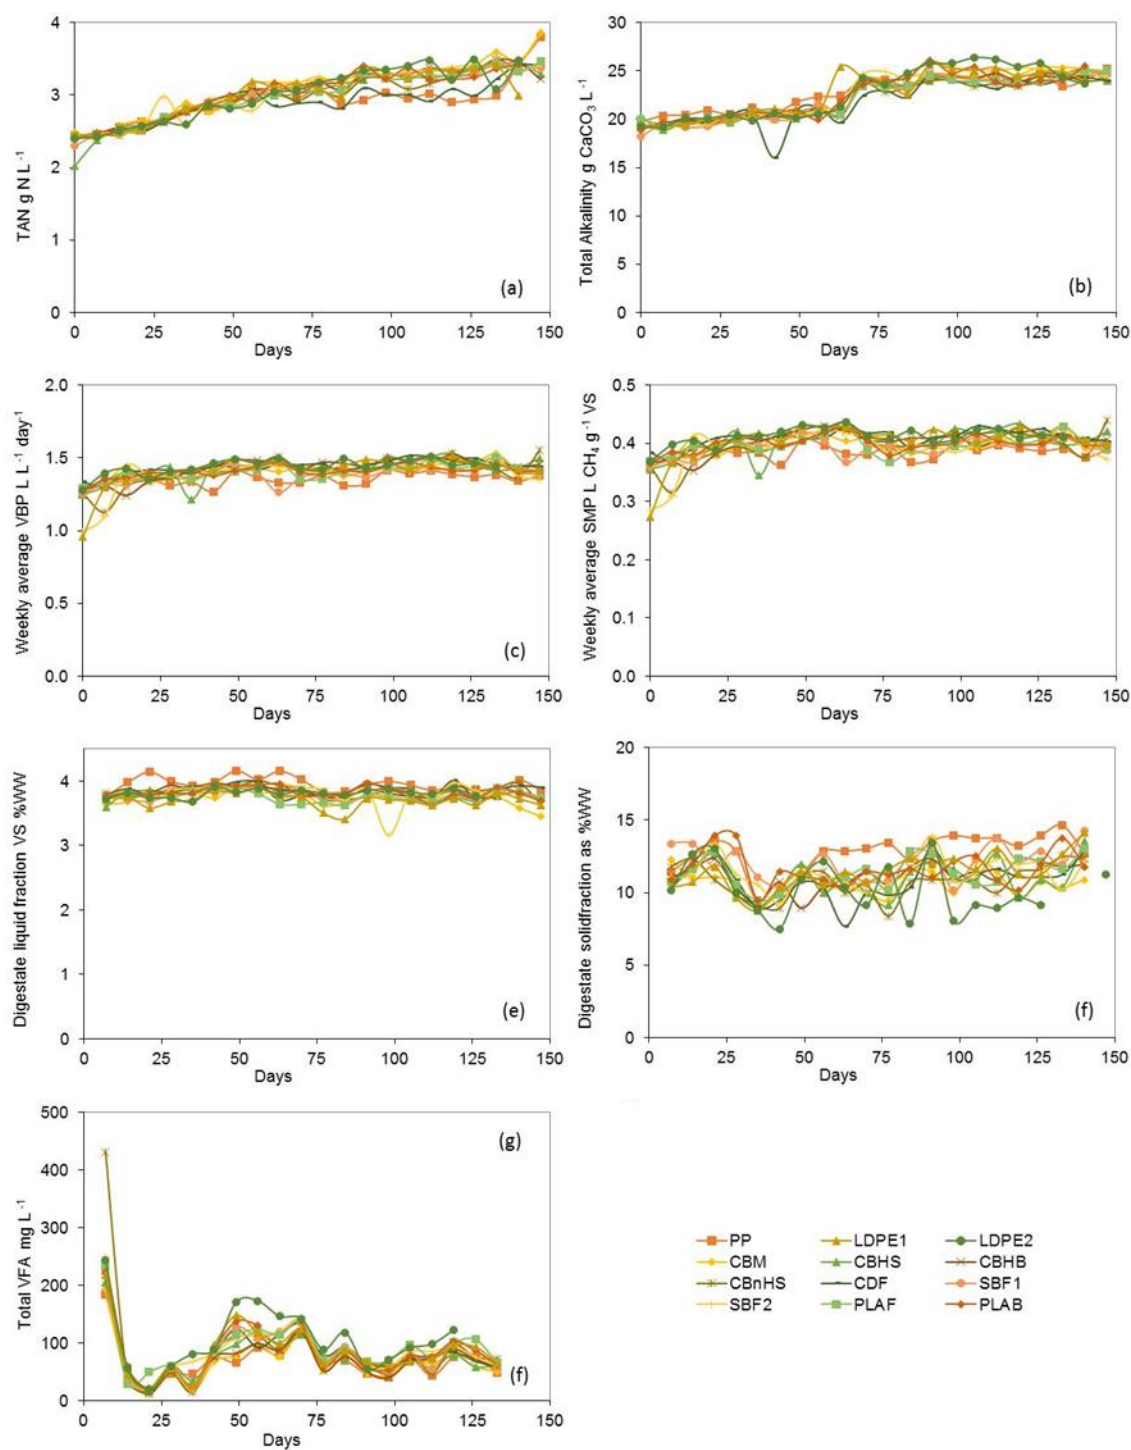 4
3
2
1
0
TAN g N L⁻¹
(a)
0 25 50 75 100 125 150
Days
30
25
20
15
10
5
0
Total Alkalinity g CaCO₃ L⁻¹
(b)
0 25 50 75 100 125 150
Days
2.0
1.5
1.0
0.5
0.0
Weekly average VBP L L⁻¹ day⁻¹
(c)
0 25 50 75 100 125 150
Days
0.5
0.4
0.3
0.2
0.1
0.0
Weekly average SMP L CH₄ g⁻¹ VS
0 25 50 75 100 125 150
Days
4
3
2
1
0
Digestate liquid fraction VS %WW
(e)
0 25 50 75 100 125 150
Days
20
15
10
5
0
Digestate solidfraction as %WW
(f)
0 25 50 75 100 125 150
Days
500
400
300
200
100
0
Total VFA mg L⁻¹
(g)
(f)
0 25 50 75 100 125 150
Days
PP LDPE1 LDPE2
CBM CBHS CBHB
CBnHS CDF SBF1
SBF2 PLAF PLAB